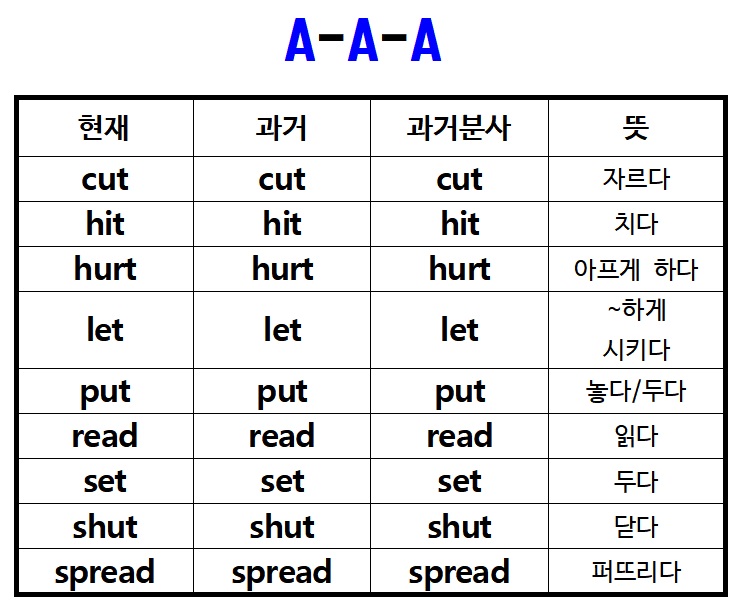 A-A-A
현재 과거 과거분사 뜻
cut cut cut 자르다
hit hit hit 치다
hurt hurt hurt 아프게 하다
let let let ~하게
시키다
put put put 놓다/두다
read read read 읽다
set set set 두다
shut shut shut 닫다
spread spread spread 퍼뜨리다